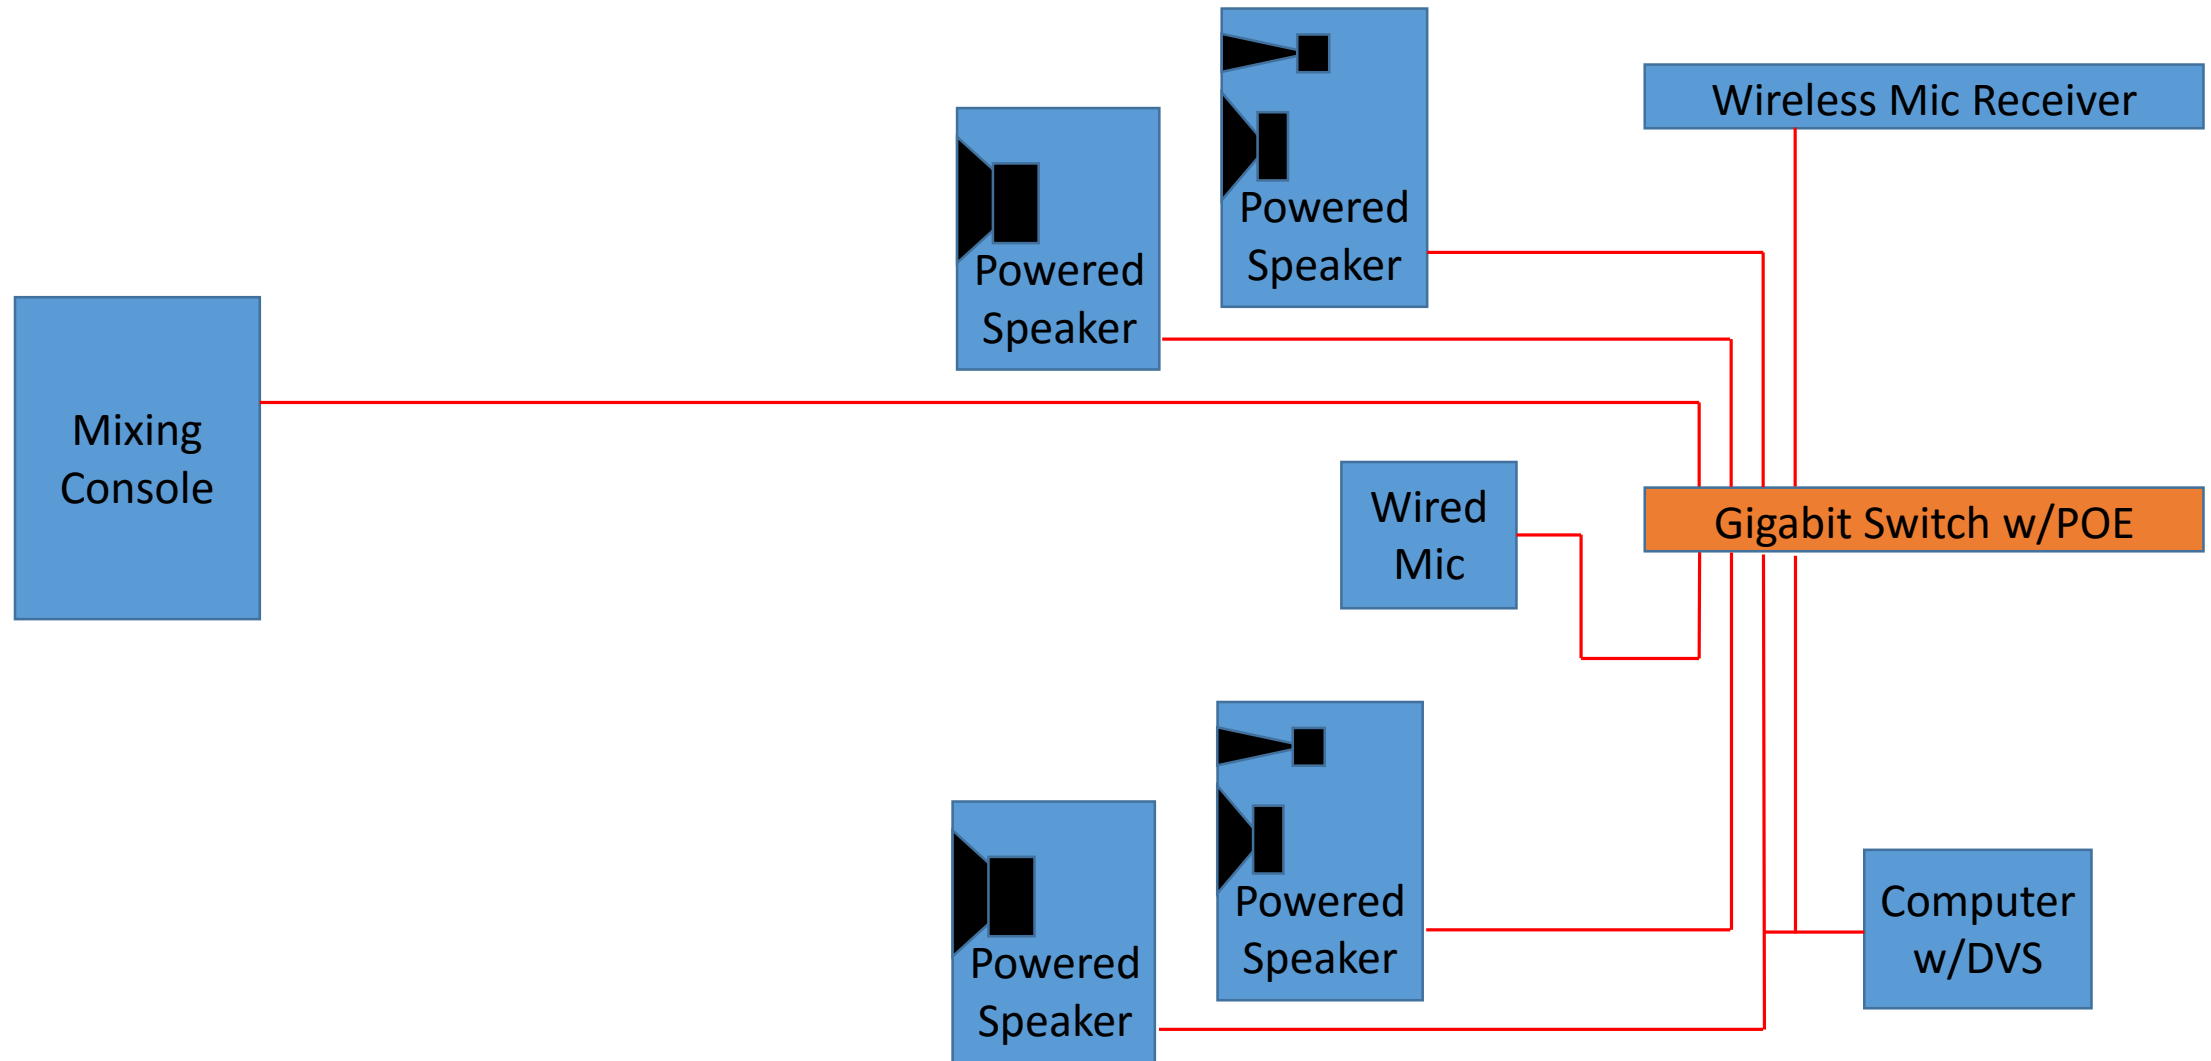 Wireless Mic Receiver
Powered
Speaker
Powered
Speaker
Mixing
Console
Wired
Mic
Gigabit Switch w/POE
Powered
Speaker
Computer
w/DVS
Powered
Speaker